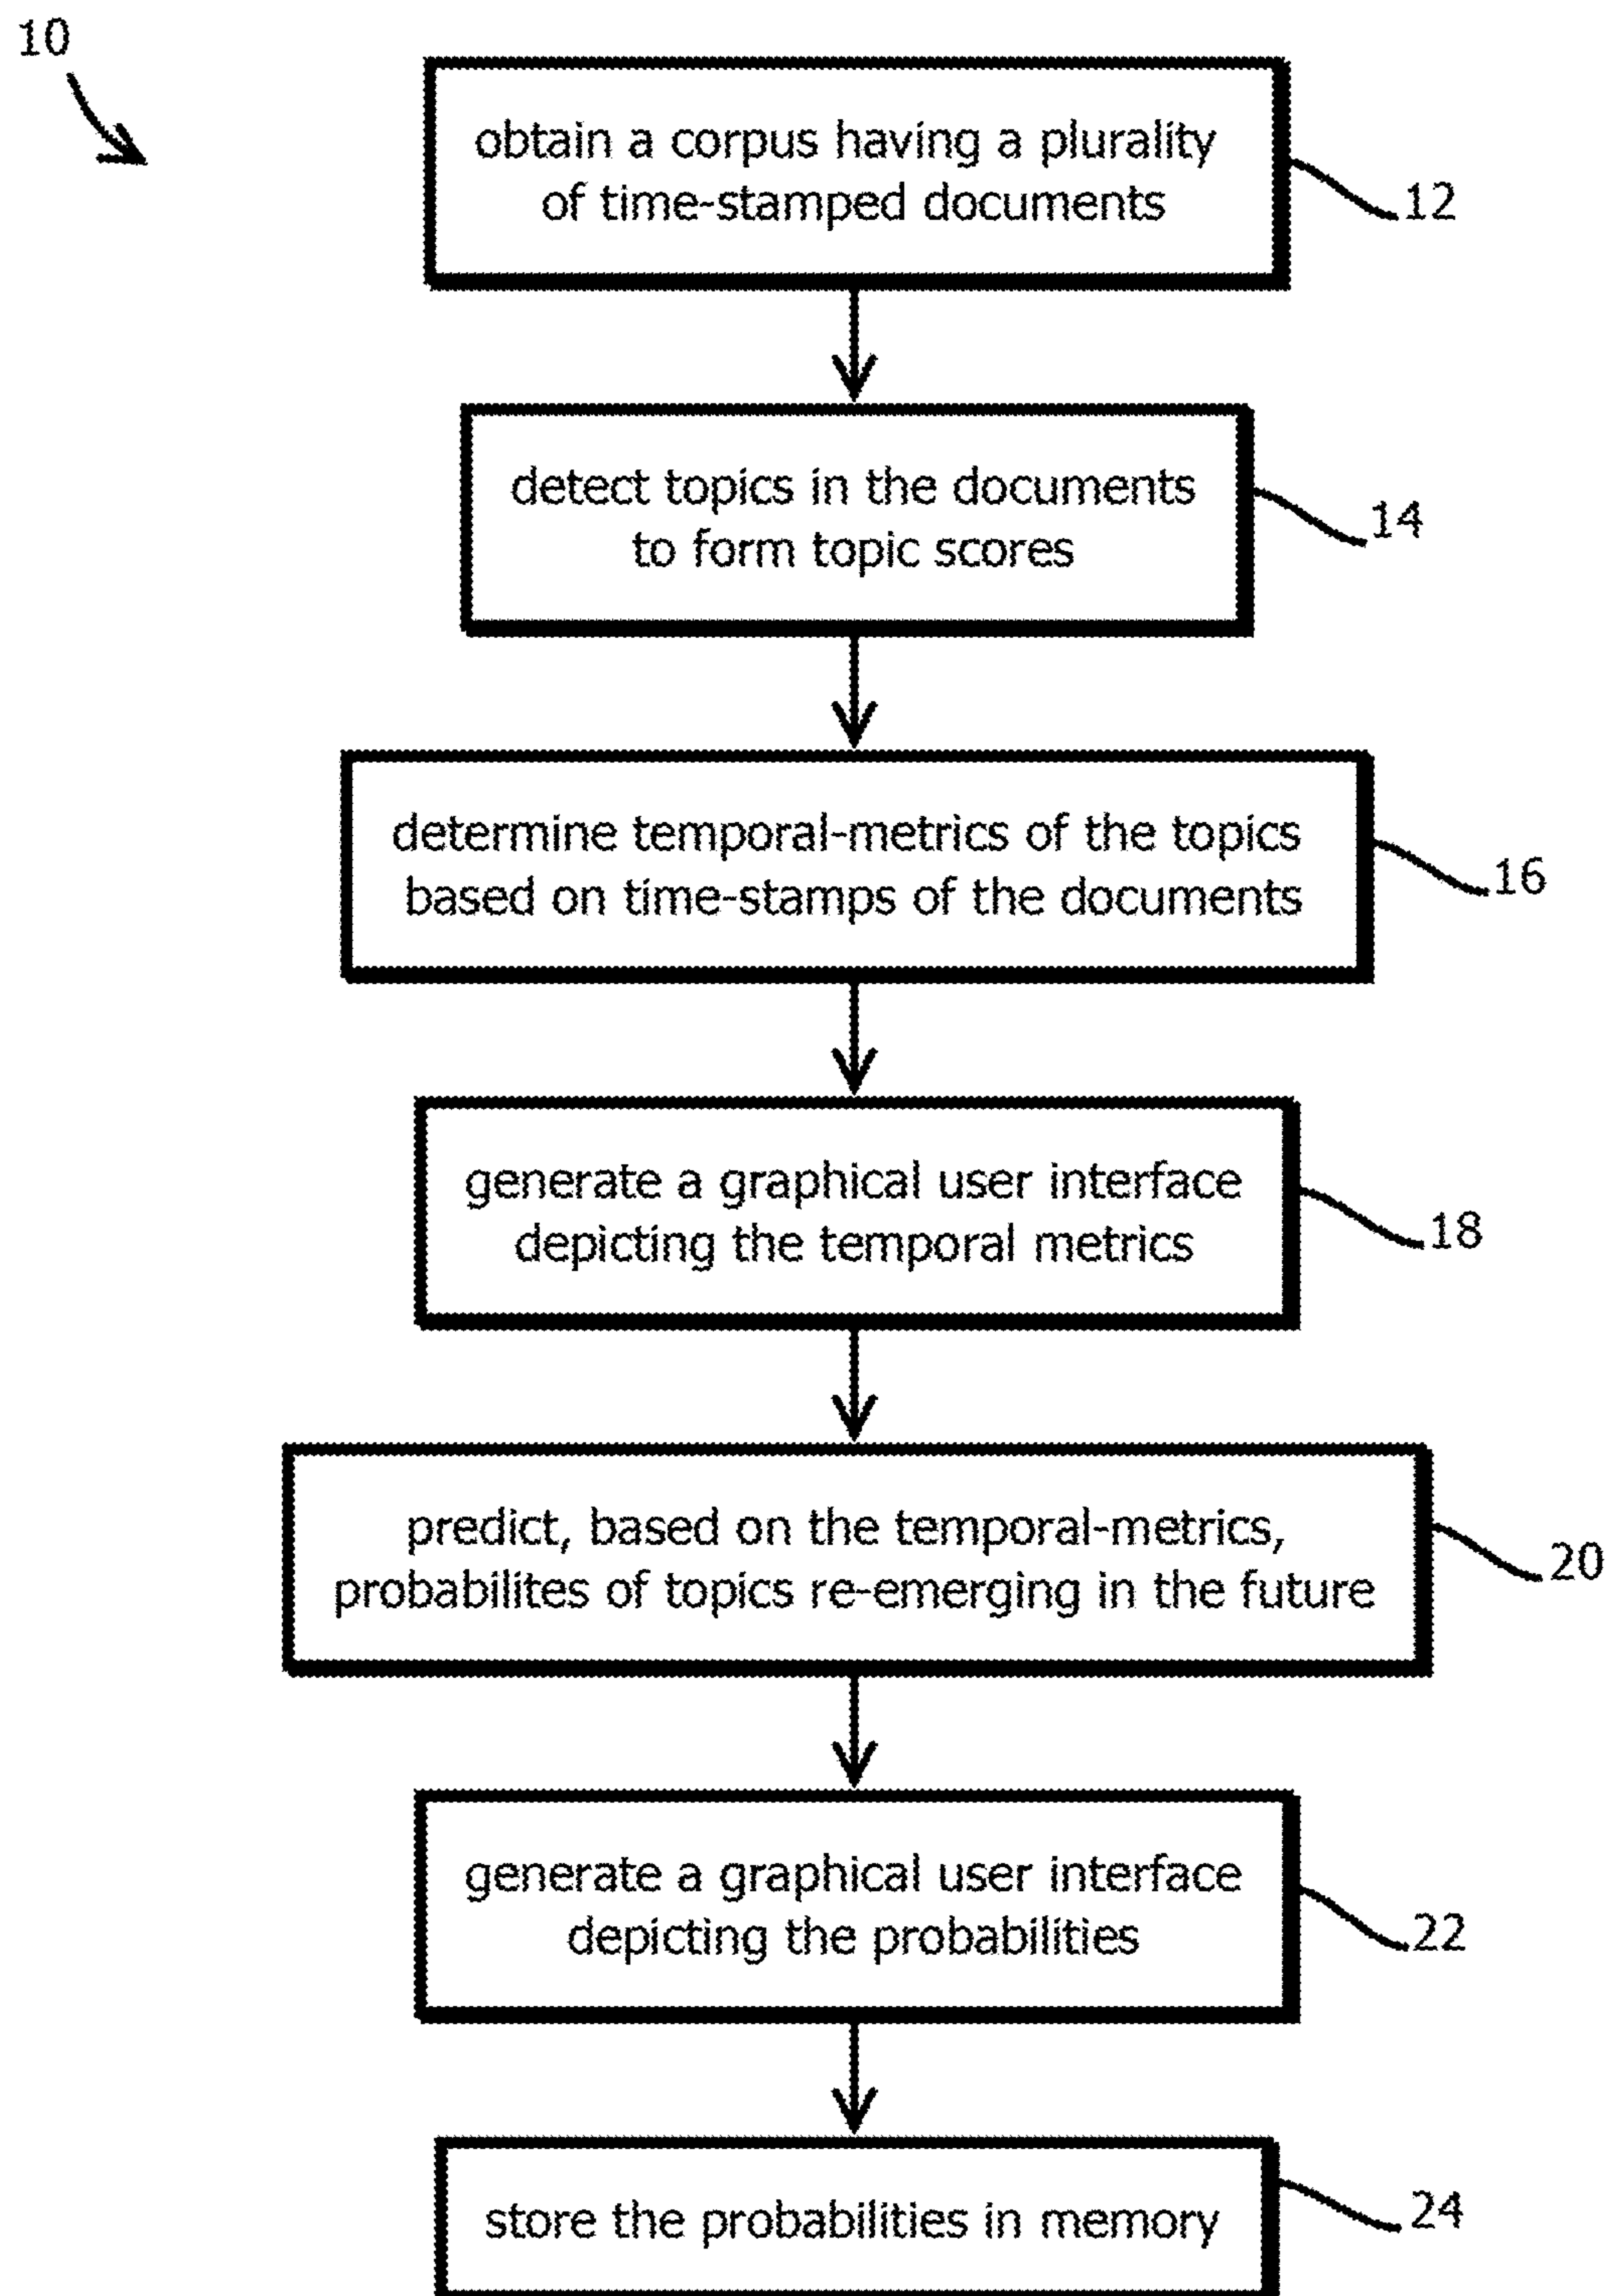 10
obtain a corpus having a plurality
of time-stamped documents
12
detect topics in the documents
to form topic scores
14
determine temporal-metrics of the topics
based on time-stamps of the documents
16
generate a graphical user interface
depicting the temporal metrics
18
predict, based on the temporal-metrics,
probabilites of topics re-emerging in the future
20
generate a graphical user interface
depicting the probabilities
22
store the probabilities in memory
24